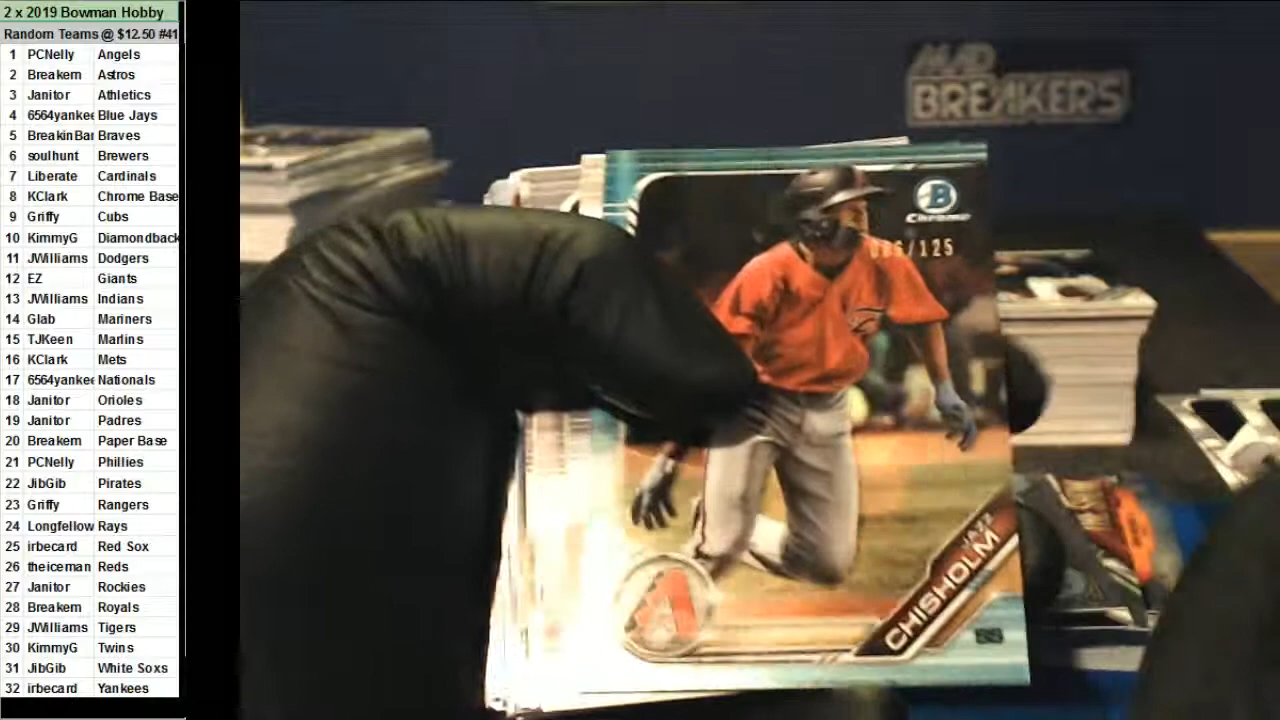 2 x 2019 Bowman Hobby
Random Teams @ $12.50 #41
1 PCNelly Angels
2 Breakem Astros
3 Janitor Athletics
4 6564yankee Blue Jays
5 BreakinBar Braves
6 soulhunt Brewers
7 Liberate Cardinals
8 KClark Chrome Base
9 Griffy Cubs
10 KimmyG Diamondback
11 JWilliams Dodgers
12 EZ Giants
13 JWilliams Indians
14 Glab Mariners
15 TJKeen Marlins
16 KClark Mets
17 6564yankee Nationals
18 Janitor Orioles
19 Janitor Padres
20 Breakem Paper Base
21 PCNelly Phillies
22 JibGib Pirates
23 Griffy Rangers
24 Longfellow Rays
25 irbecard Red Sox
26 theiceman Reds
27 Janitor Rockies
28 Breakem Royals
29 JWilliams Tigers
30 KimmyG Twins
31 JibGib White Soxs
32 irbecard Yankees
MAD
BREAKERS
B
Chrome
/125
JAZZ
CHISHOLM
A